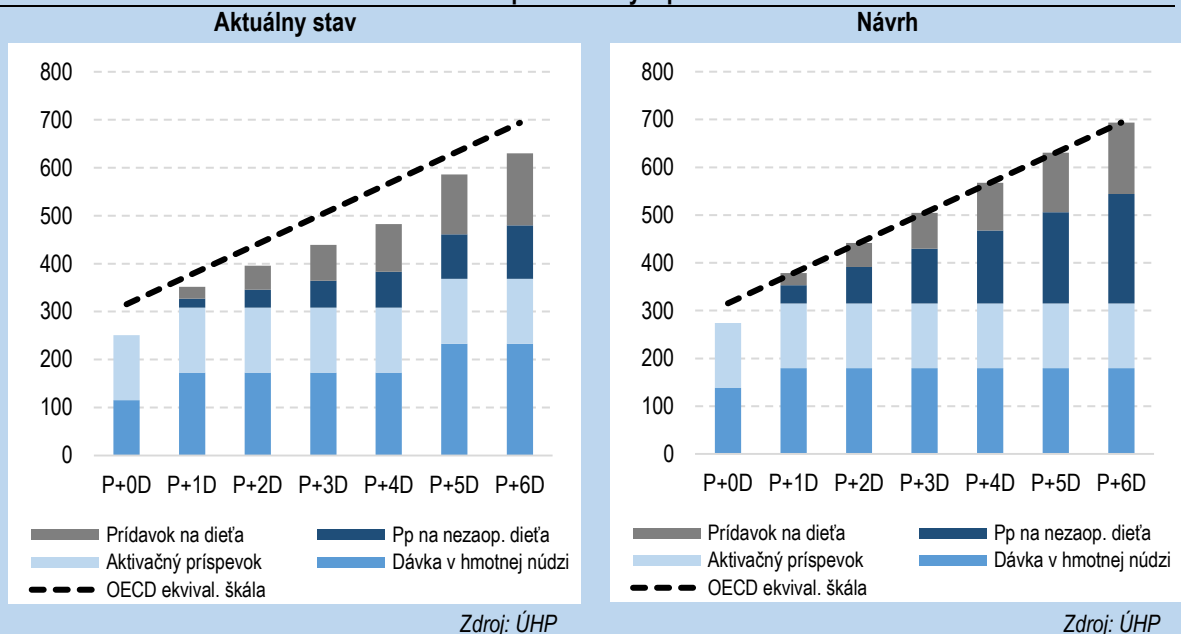 Aktuálny stav
Návrh
800
700
600
500
400
300
200
100
0
P+0D P+1D P+2D P+3D P+4D P+5D P+6D
Prídavok na dieťa
Pp na nezaop. dieťa
Aktivačný príspevok
Dávka v hmotnej núdzi
OECD ekvival. škála
Zdroj: ÚHP
800
700
600
500
400
300
200
100
0
P+0D P+1D P+2D P+3D P+4D P+5D P+6D
Prídavok na dieťa
Pp na nezaop. dieťa
Aktivačný príspevok
Dávka v hmotnej núdzi
OECD ekvival. škála
Zdroj: ÚHP